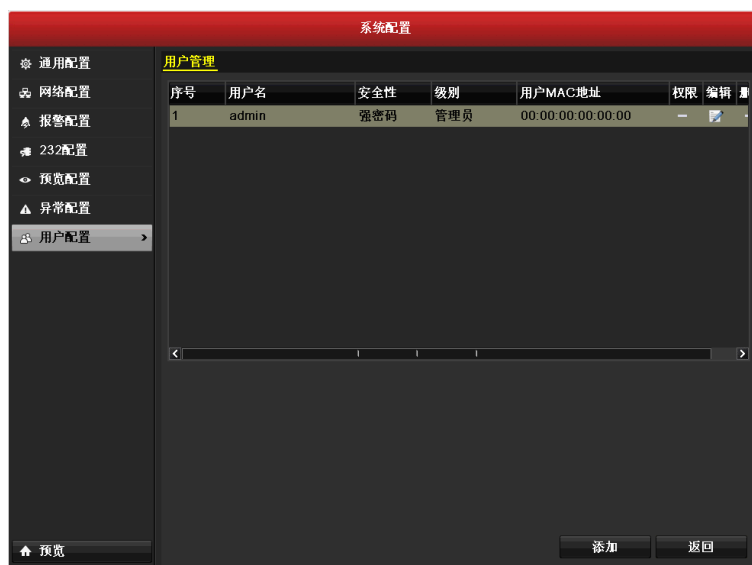 系统配置
通用配置
网络配置
报警配置
232配置
预览配置
异常配置
用户配置
预览
用户管理
序号 用户名 安全性 级别 用户MAC地址 权限 编辑
1 admin 强密码 管理员 00:00:00:00:00:00
添加 返回